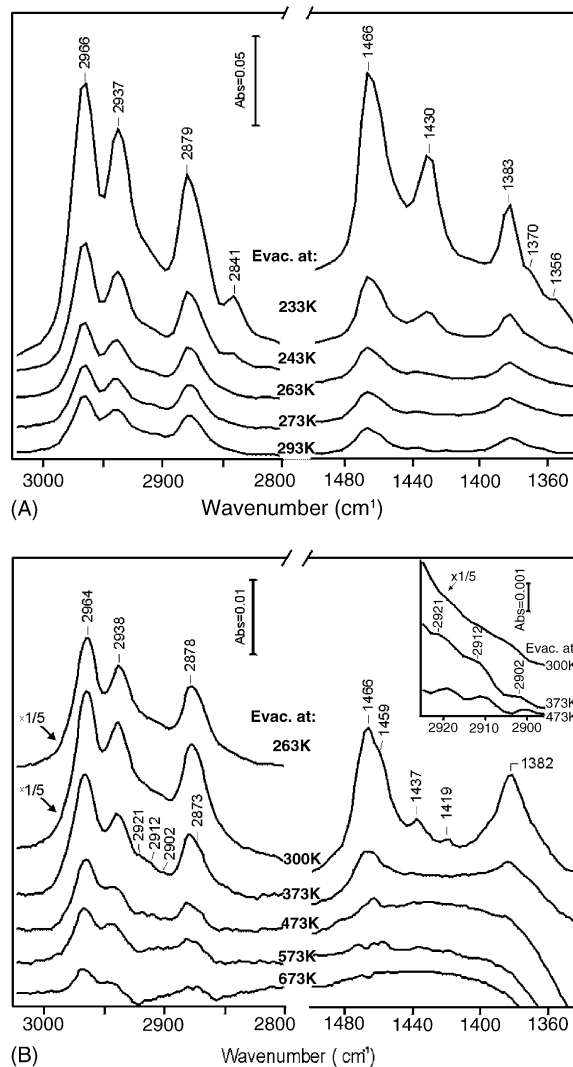 2966
2937
2879
2841
Abs=0.05
1466
1430
1383
1370
1356
Evac. at:
233K
243K
263K
273K
293K
3000
2900
2800
1480
1440
1400
1360
(A)
Wavenumber (cm¹)
2964
2938
2878
Abs=0.01
Evac. at:
×1/5
263K
×1/5
2921
2912
2902
2873
300K
373K
473K
573K
673K
1466
1459
1437
1419
1382
x1/5
Abs=0.001
2921
2912
2902
Evac. at
300K
373K
473K
2920
2910
2900
3000
2900
2800
1480
1440
1400
1360
(B)
Wavenumber ( cm¹)